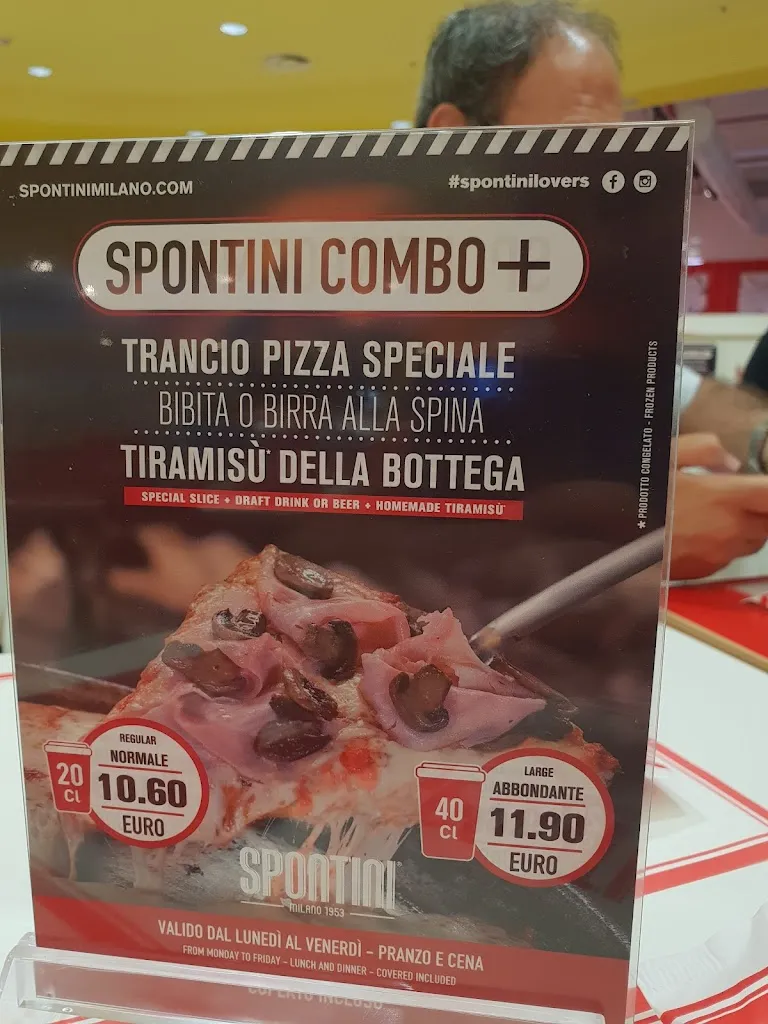 SPONTINIMILANO.COM
#spontinilovers
SPONTINI COMBO+
TRANCIO PIZZA SPECIALE
BIBITA O BIRRA ALLA SPINA
TIRAMISÙ* DELLA BOTTEGA
SPECIAL SLICE + DRAFT DRINK OR BEER + HOMEMADE TIRAMISÙ*
* PRODOTTO CONGELATO - FROZEN PRODUCTS
20
Cl
REGULAR
NORMALE
10.60
EURO
40
Cl
LARGE
ABBONDANTE
11.90
EURO
SPONTINI
MILANO 1953
VALIDO DAL LUNEDÌ AL VENERDÌ - PRANZO E CENA
FROM MONDAY TO FRIDAY - LUNCH AND DINNER - COVERED INCLUDED
COPERTO INCLUSO